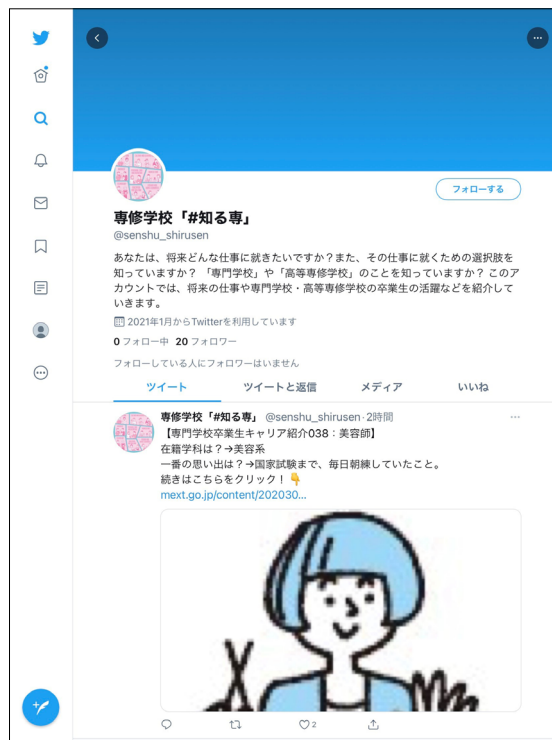 フォローする
専修学校「#知る専」
@senshu_shirusen
あなたは、将来どんな仕事に就きたいですか？また、その仕事に就くための選択肢を
知っていますか？ 「専門学校」や「高等専修学校」のことを知っていますか？ このア
カウントでは、将来の仕事や専門学校・高等専修学校の卒業生の活躍などを紹介して
いきます。
2021年1月からTwitterを利用しています
0 フォロー中 20 フォロワー
フォローしている人にフォロワーはいません
ツイート ツイートと返信 メディア いいね
専修学校「#知る専」 @senshu_shirusen·2時間
【専門学校卒業生キャリア紹介038：美容師】
在籍学科は？→美容系
一番の思い出は？→国家試験まで、毎日朝練していたこと。
続きはこちらをクリック！👇
mext.go.jp/content/202030...
2